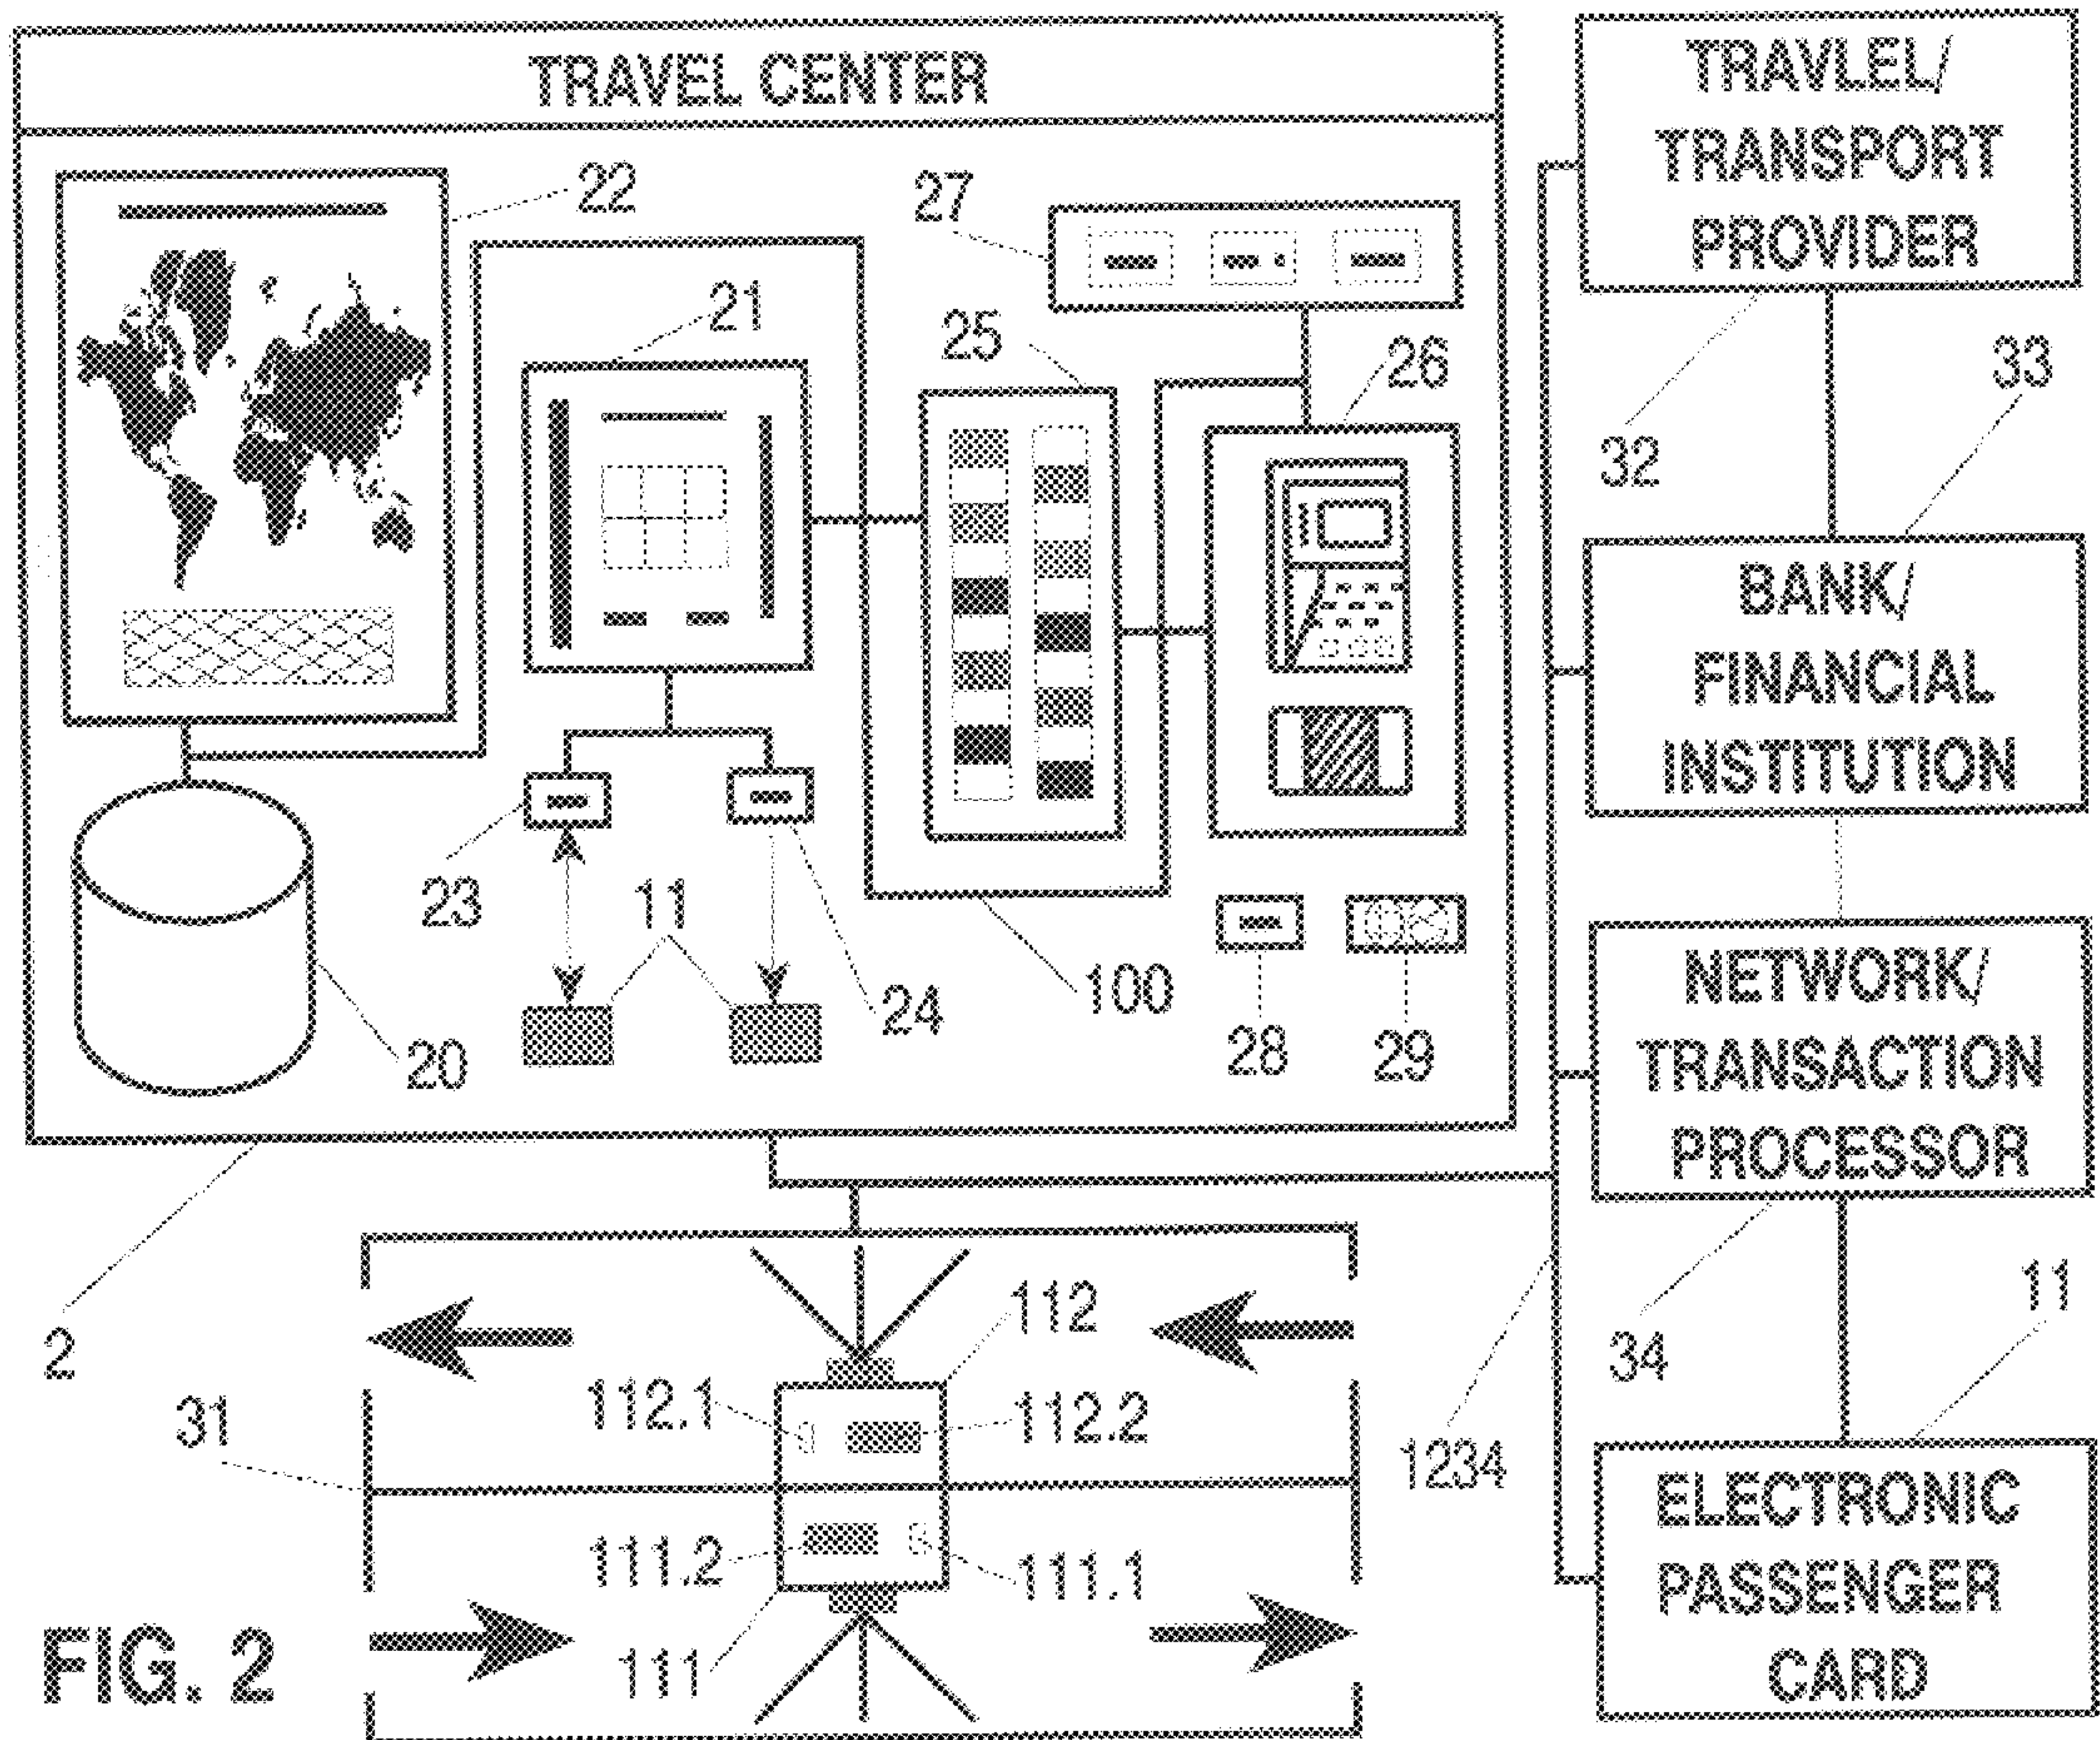 TRAVEL CENTER
22
27
21
25
26
23
11
24
100
20
28
29
2
31
112
112.1
112.2
111.2
111.1
111
1234
FIG. 2
TRAVLEL/
TRANSPORT
PROVIDER
32
33
BANK/
FINANCIAL
INSTITUTION
NETWORK/
TRANSACTION
PROCESSOR
34
11
ELECTRONIC
PASSENGER
CARD